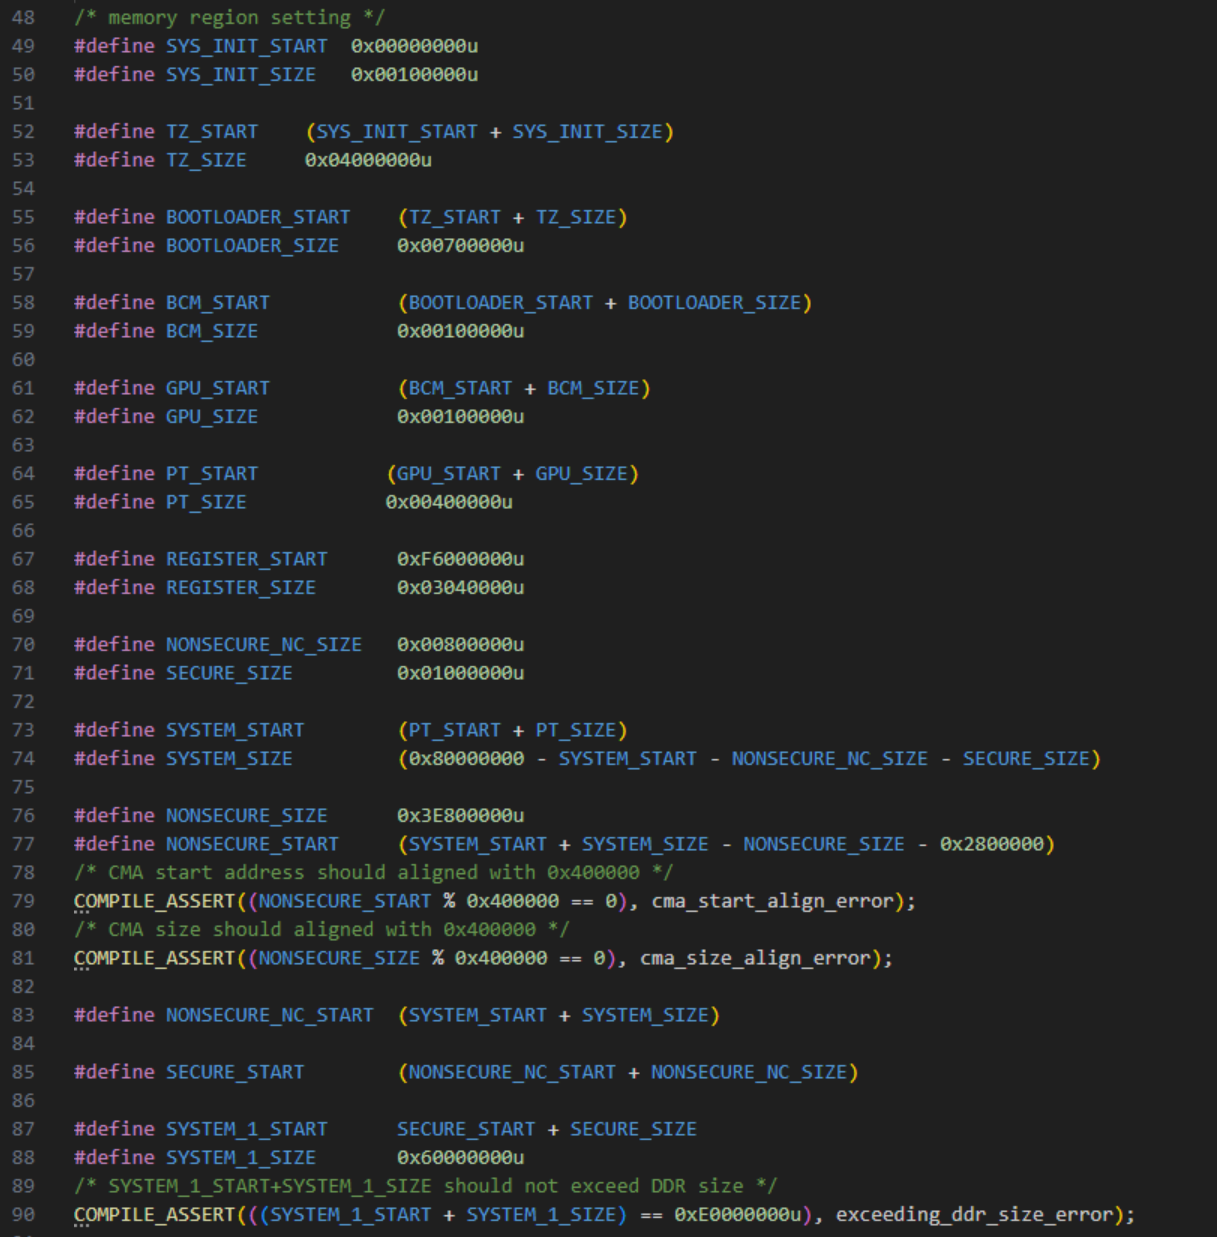 48 /* memory region setting */
49 #define SYS_INIT_START 0x00000000u
50 #define SYS_INIT_SIZE 0x00100000u
51
52 #define TZ_START (SYS_INIT_START + SYS_INIT_SIZE)
53 #define TZ_SIZE 0x04000000u
54
55 #define BOOTLOADER_START (TZ_START + TZ_SIZE)
56 #define BOOTLOADER_SIZE 0x00700000u
57
58 #define BCM_START (BOOTLOADER_START + BOOTLOADER_SIZE)
59 #define BCM_SIZE 0x00100000u
60
61 #define GPU_START (BCM_START + BCM_SIZE)
62 #define GPU_SIZE 0x00100000u
63
64 #define PT_START (GPU_START + GPU_SIZE)
65 #define PT_SIZE 0x00400000u
66
67 #define REGISTER_START 0xF6000000u
68 #define REGISTER_SIZE 0x03040000u
69
70 #define NONSECURE_NC_SIZE 0x00800000u
71 #define SECURE_SIZE 0x01000000u
72
73 #define SYSTEM_START (PT_START + PT_SIZE)
74 #define SYSTEM_SIZE (0x80000000 - SYSTEM_START - NONSECURE_NC_SIZE - SECURE_SIZE)
75
76 #define NONSECURE_SIZE 0x3E800000u
77 #define NONSECURE_START (SYSTEM_START + SYSTEM_SIZE - NONSECURE_SIZE - 0x2800000)
78 /* CMA start address should aligned with 0x400000 */
79 COMPILE_ASSERT((NONSECURE_START % 0x400000 == 0), cma_start_align_error);
80 /* CMA size should aligned with 0x400000 */
81 COMPILE_ASSERT((NONSECURE_SIZE % 0x400000 == 0), cma_size_align_error);
82
83 #define NONSECURE_NC_START (SYSTEM_START + SYSTEM_SIZE)
84
85 #define SECURE_START (NONSECURE_NC_START + NONSECURE_NC_SIZE)
86
87 #define SYSTEM_1_START SECURE_START + SECURE_SIZE
88 #define SYSTEM_1_SIZE 0x60000000u
89 /* SYSTEM_1_START+SYSTEM_1_SIZE should not exceed DDR size */
90 COMPILE_ASSERT(((SYSTEM_1_START + SYSTEM_1_SIZE) == 0xE0000000u), exceeding_ddr_size_error);